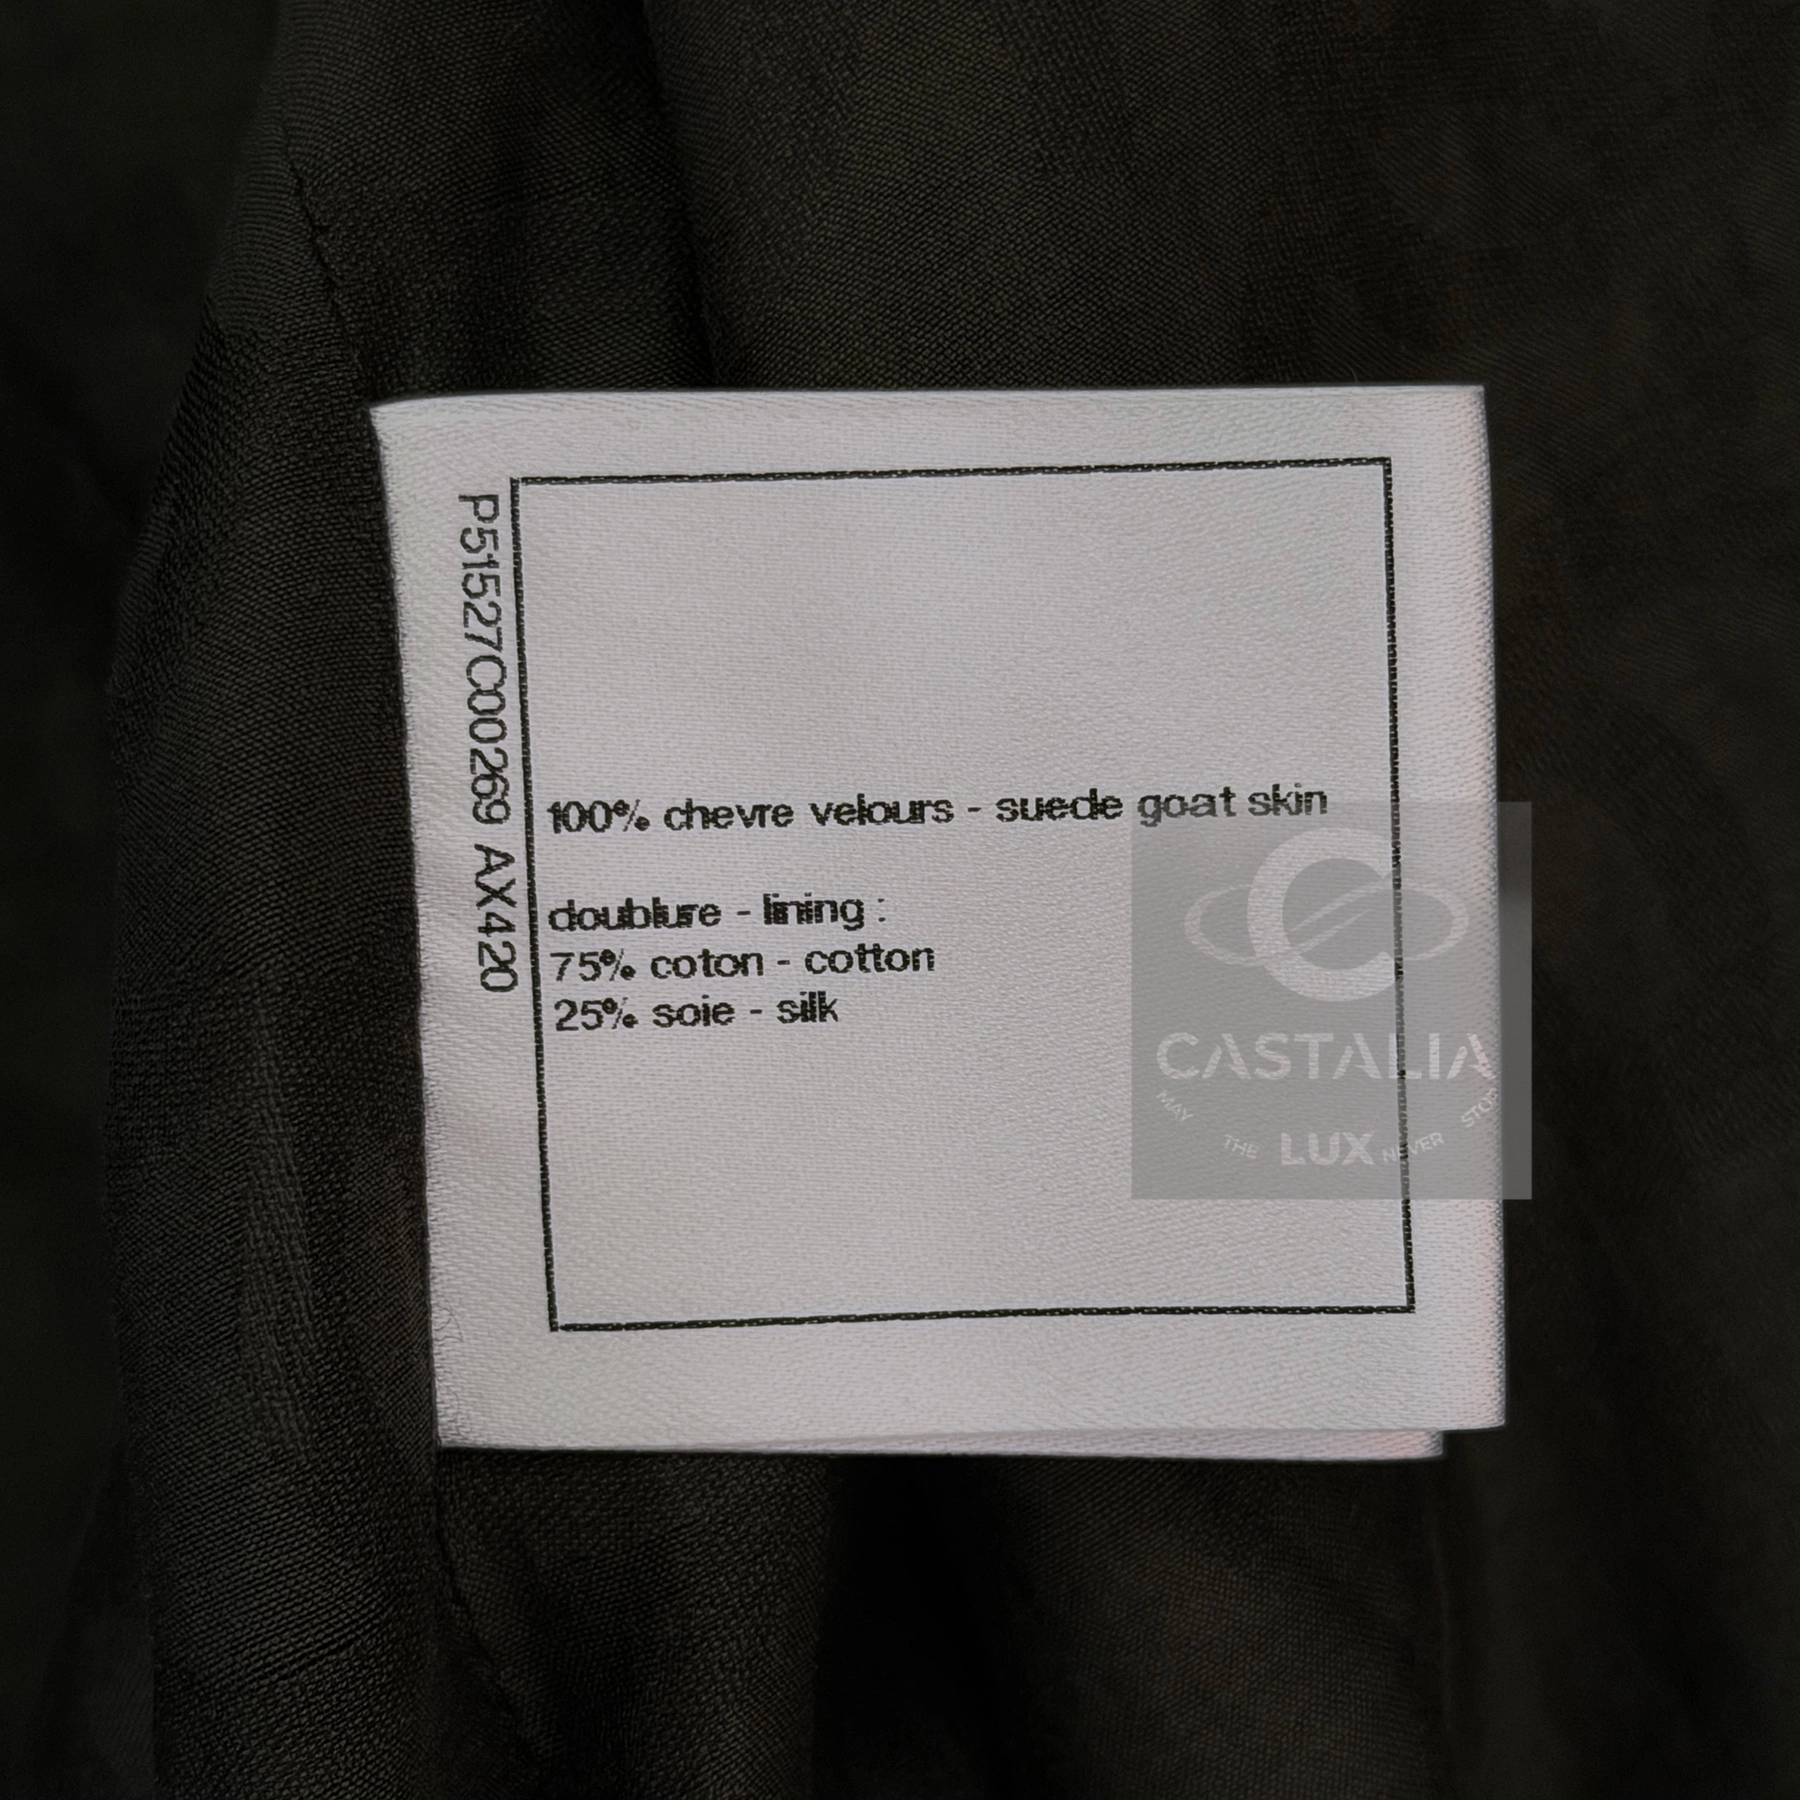 P51527C00269 AX420
100% chevre velours - suede goat skin
doublure - lining :
75% coton - cotton
25% soie - silk
CASTALIA
MAY THE LUX NEVER STOP